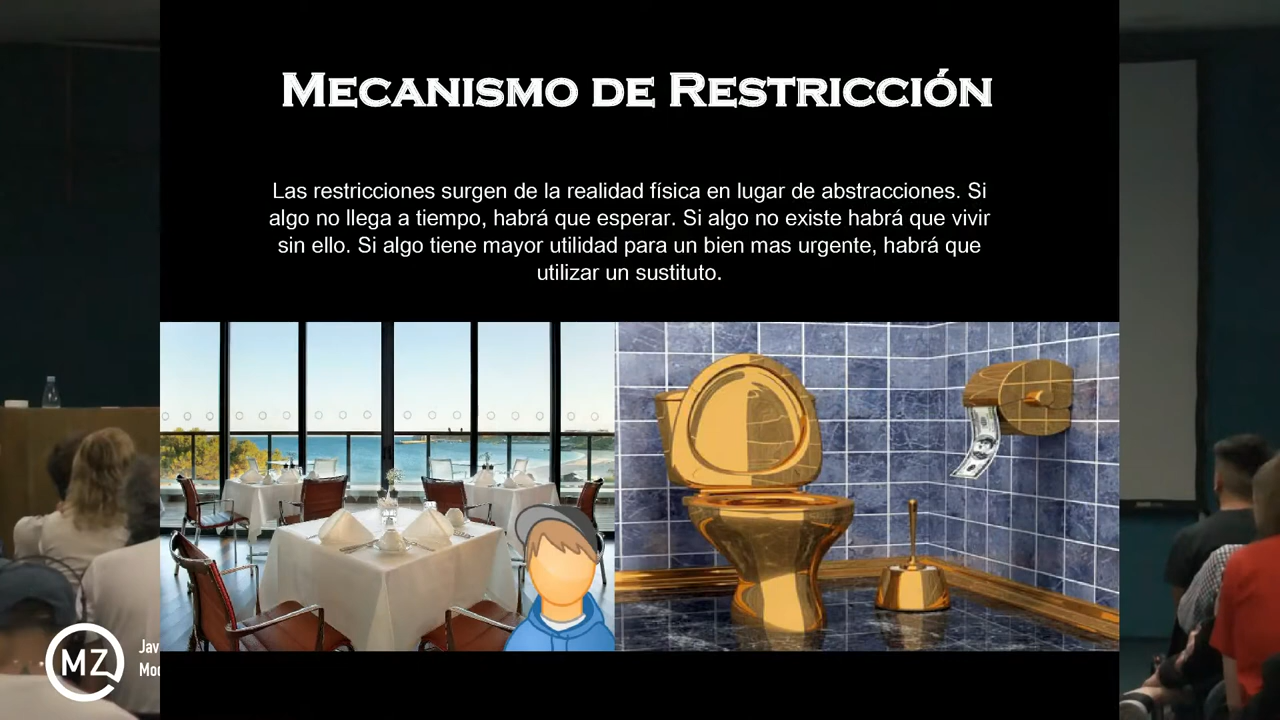 MECANISMO DE RESTRICCIÓN
Las restricciones surgen de la realidad física en lugar de abstracciones. Si
algo no llega a tiempo, habrá que esperar. Si algo no existe habrá que vivir
sin ello. Si algo tiene mayor utilidad para un bien mas urgente, habrá que
utilizar un sustituto.
MZ